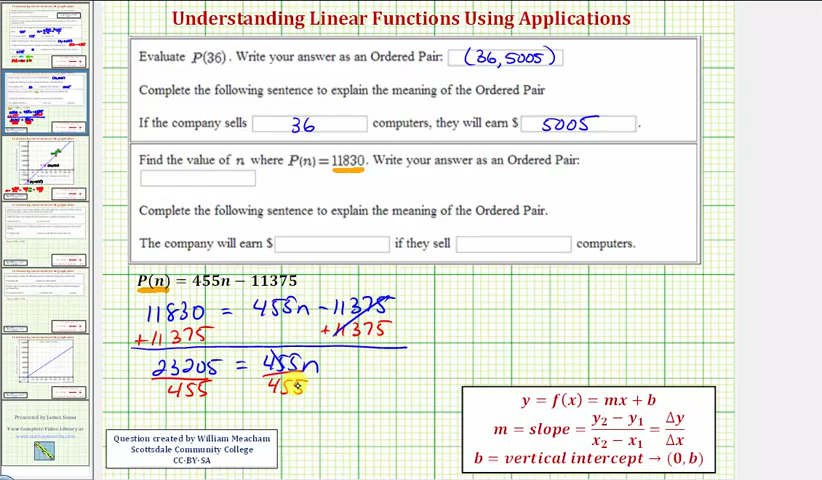 Understanding Linear Functions Using Applications
Evaluate P(36). Write your answer as an Ordered Pair: (36, 5005)
Complete the following sentence to explain the meaning of the Ordered Pair
If the company sells 36 computers, they will earn $ 5005 .
Find the value of n where P(n) = 11830. Write your answer as an Ordered Pair:
Complete the following sentence to explain the meaning of the Ordered Pair.
The company will earn $ if they sell computers.
P(n) = 455n − 11375
11830 = 455n − 11375
+11375 +11375
23205 = 455n
455 455
y = f(x) = mx + b
m = slope = (y₂ − y₁)/(x₂ − x₁) = Δy/Δx
b = vertical intercept → (0, b)
Question created by William Meacham
Scottsdale Community College
CC-BY-SA